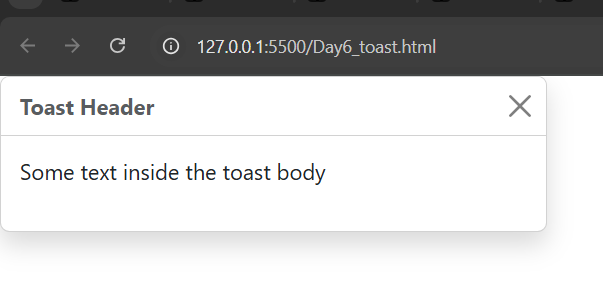 127.0.0.1:5500/Day6_toast.html
Toast Header
Some text inside the toast body